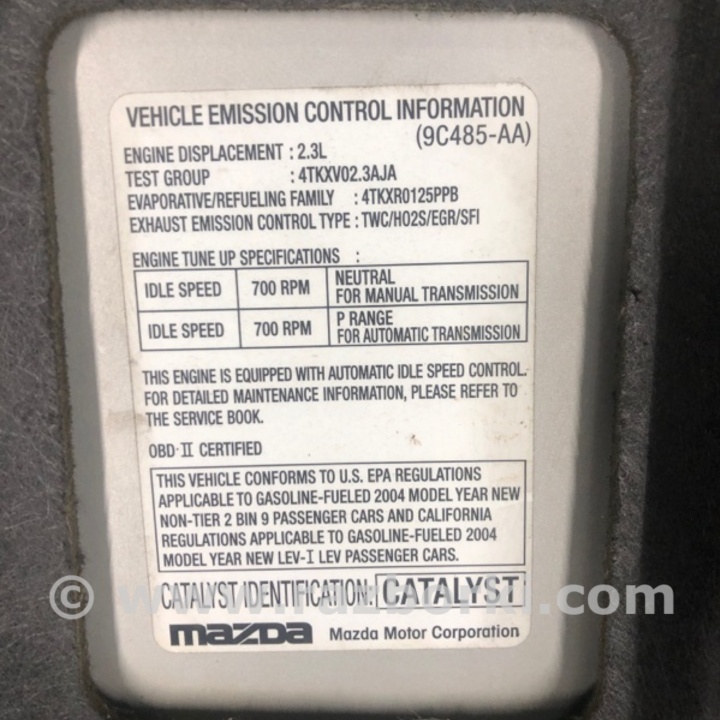 VEHICLE EMISSION CONTROL INFORMATION
(9C485-AA)
ENGINE DISPLACEMENT : 2.3L
TEST GROUP : 4TKXV02.3AJA
EVAPORATIVE/REFUELING FAMILY : 4TKXR0125PPB
EXHAUST EMISSION CONTROL TYPE : TWC/HO2S/EGR/SFI
ENGINE TUNE UP SPECIFICATIONS :
IDLE SPEED 700 RPM NEUTRAL
FOR MANUAL TRANSMISSION
IDLE SPEED 700 RPM P RANGE
FOR AUTOMATIC TRANSMISSION
THIS ENGINE IS EQUIPPED WITH AUTOMATIC IDLE SPEED CONTROL.
FOR DETAILED MAINTENANCE INFORMATION, PLEASE REFER TO
THE SERVICE BOOK.
OBD-II CERTIFIED
THIS VEHICLE CONFORMS TO U.S. EPA REGULATIONS
APPLICABLE TO GASOLINE-FUELED 2004 MODEL YEAR NEW
NON-TIER 2 BIN 9 PASSENGER CARS AND CALIFORNIA
REGULATIONS APPLICABLE TO GASOLINE-FUELED 2004
MODEL YEAR NEW LEV-I LEV PASSENGER CARS.
CATALYST IDENTIFICATION: CATALYST
© www.razborki.com
mazda Mazda Motor Corporation